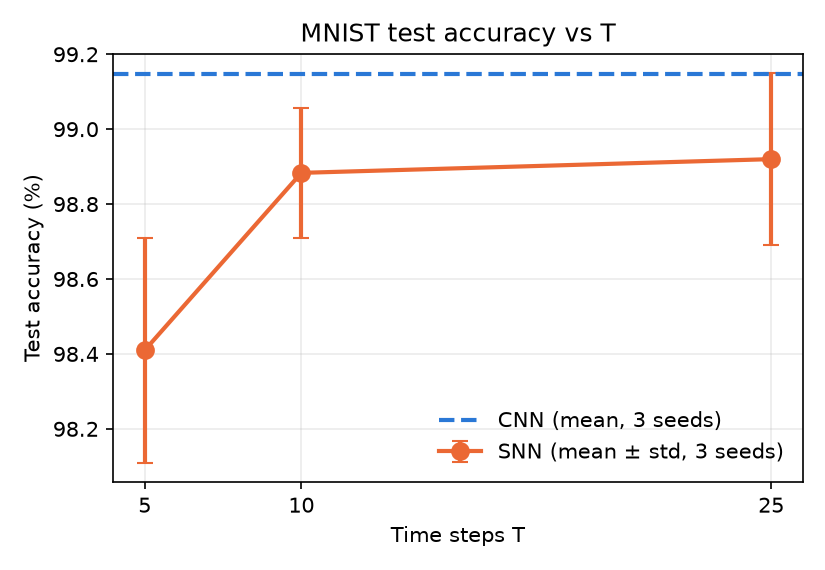 MNIST test accuracy vs T
Test accuracy (%)
99.2
99.0
98.8
98.6
98.4
98.2
CNN (mean, 3 seeds)
SNN (mean ± std, 3 seeds)
5
10
25
Time steps T